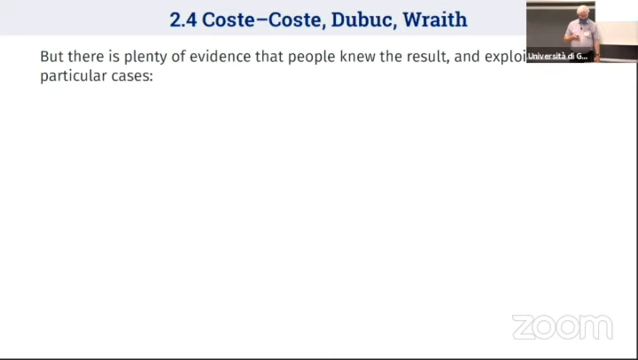 2.4 Coste–Coste, Dubuc, Wraith
But there is plenty of evidence that people knew the result, and
particular cases:
Università di G...
zoom